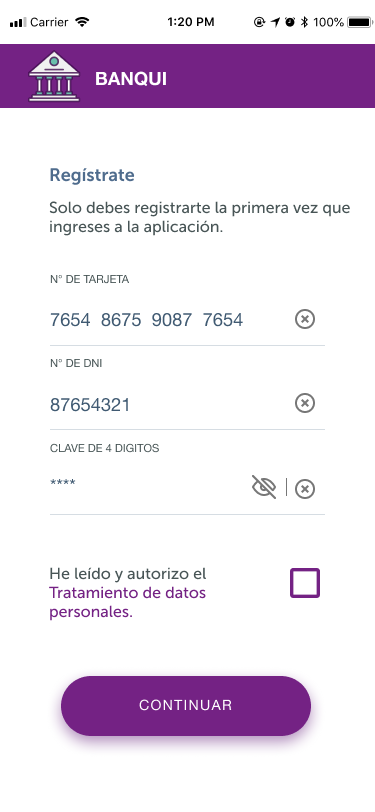 Carrier 1:20 PM 100%
BANQUI
Regístrate
Solo debes registrarte la primera vez que
ingreses a la aplicación.
N° DE TARJETA
7654 8675 9087 7654
N° DE DNI
87654321
CLAVE DE 4 DIGITOS
****
He leído y autorizo el
Tratamiento de datos
personales.
CONTINUAR